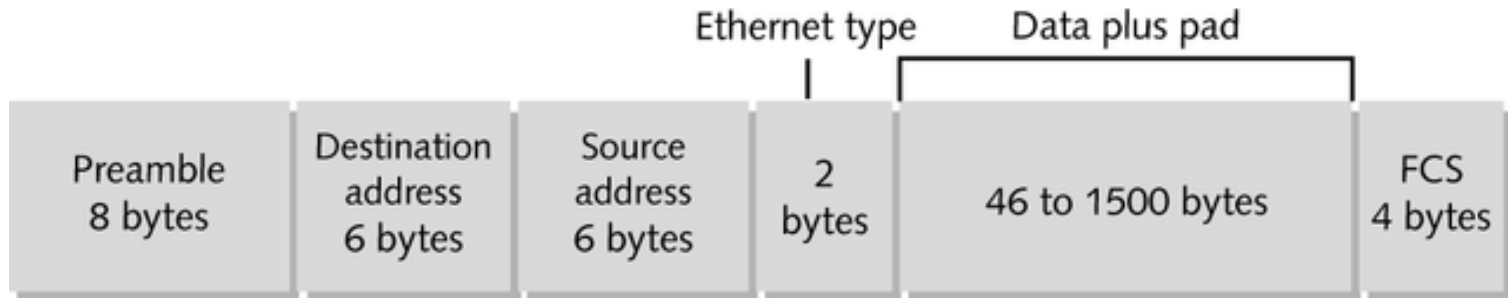 Ethernet type
Data plus pad
Preamble
8 bytes
Destination
address
6 bytes
Source
address
6 bytes
2
bytes
46 to 1500 bytes
FCS
4 bytes